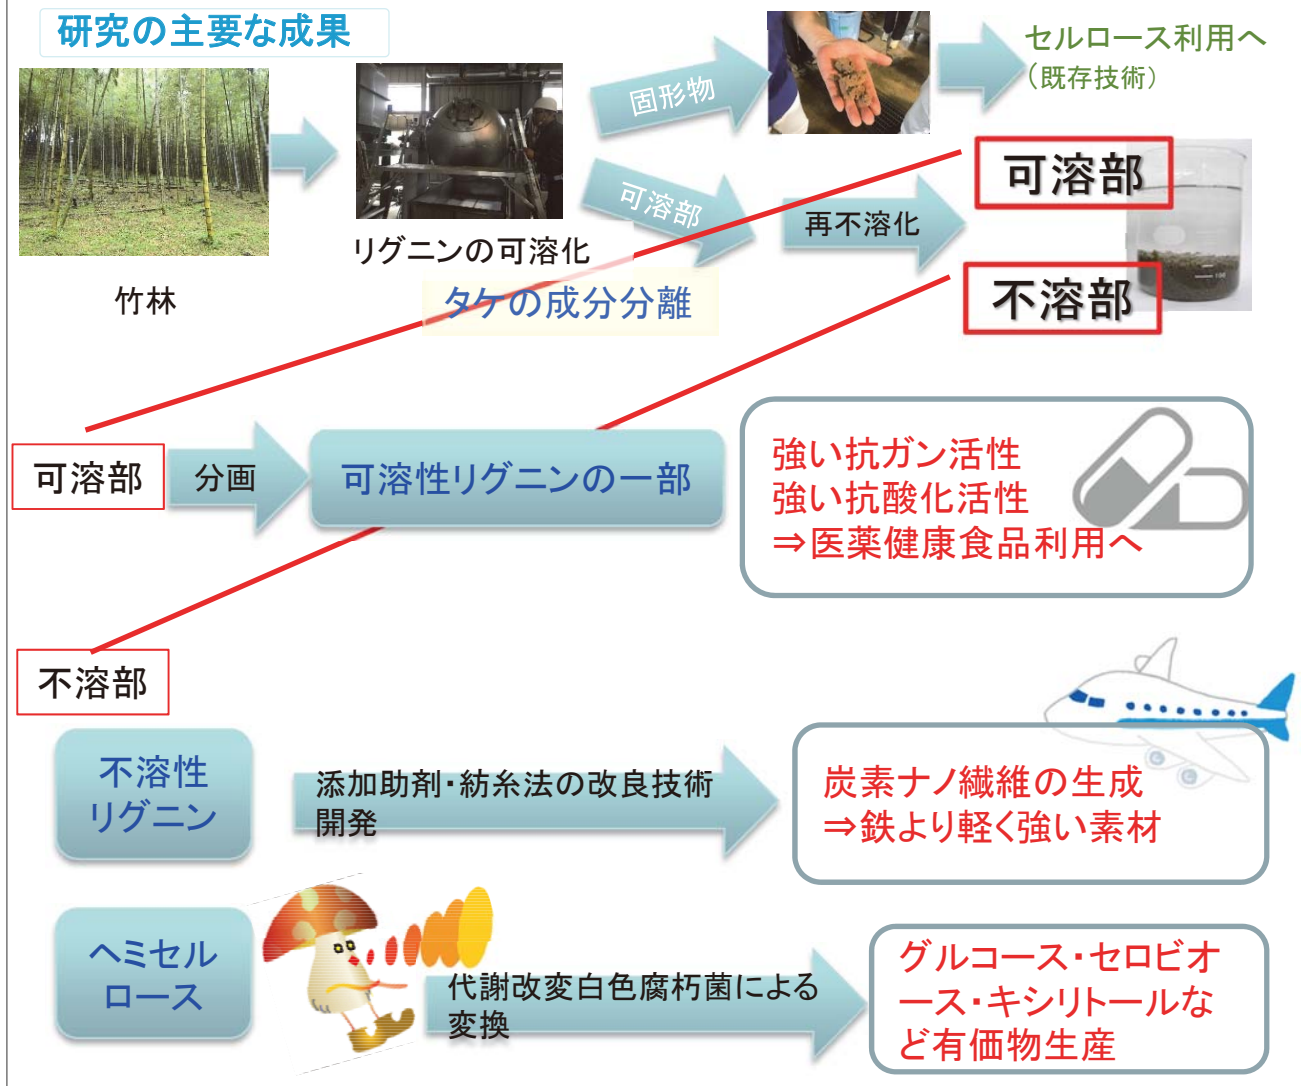 研究の主要な成果
竹林
リグニンの可溶化
タケの成分分離
固形物
可溶部
セルロース利用へ
（既存技術）
再不溶化
可溶部
不溶部
可溶部
分画
可溶性リグニンの一部
強い抗ガン活性
強い抗酸化活性
⇒医薬健康食品利用へ
不溶部
不溶性
リグニン
添加助剤・紡糸法の改良技術
開発
炭素ナノ繊維の生成
⇒鉄より軽く強い素材
ヘミセル
ロース
代謝改変白色腐朽菌による
変換
グルコース・セロビオ
ース・キシリトールな
ど有価物生産